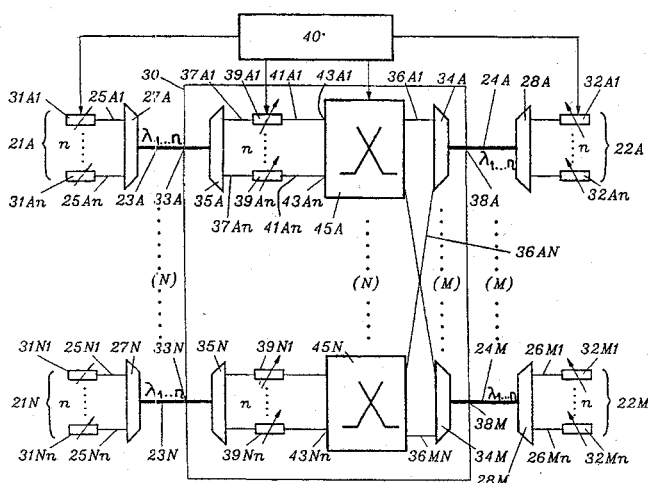 40
30
37A1
39A1
41A1
43A1
36A1
34A
24A
28A
31A1
25A1
27A
32A1
21A
n
λ1...n
n
λ1...n
n
22A
31An
25An
23A
33A
35A
39An
43An
38A
32An
37An
41An
45A
36AN
(N)
(N)
(M)
(M)
31N1
25N1
27N
33N
35N
39N1
45N
24M
26M1
32M1
21N
n
λ1...n
n
λ1...n
n
22M
31Nn
25Nn
23N
39Nn
43Nn
36MN
34M
38M
28M
26Mn
32Mn